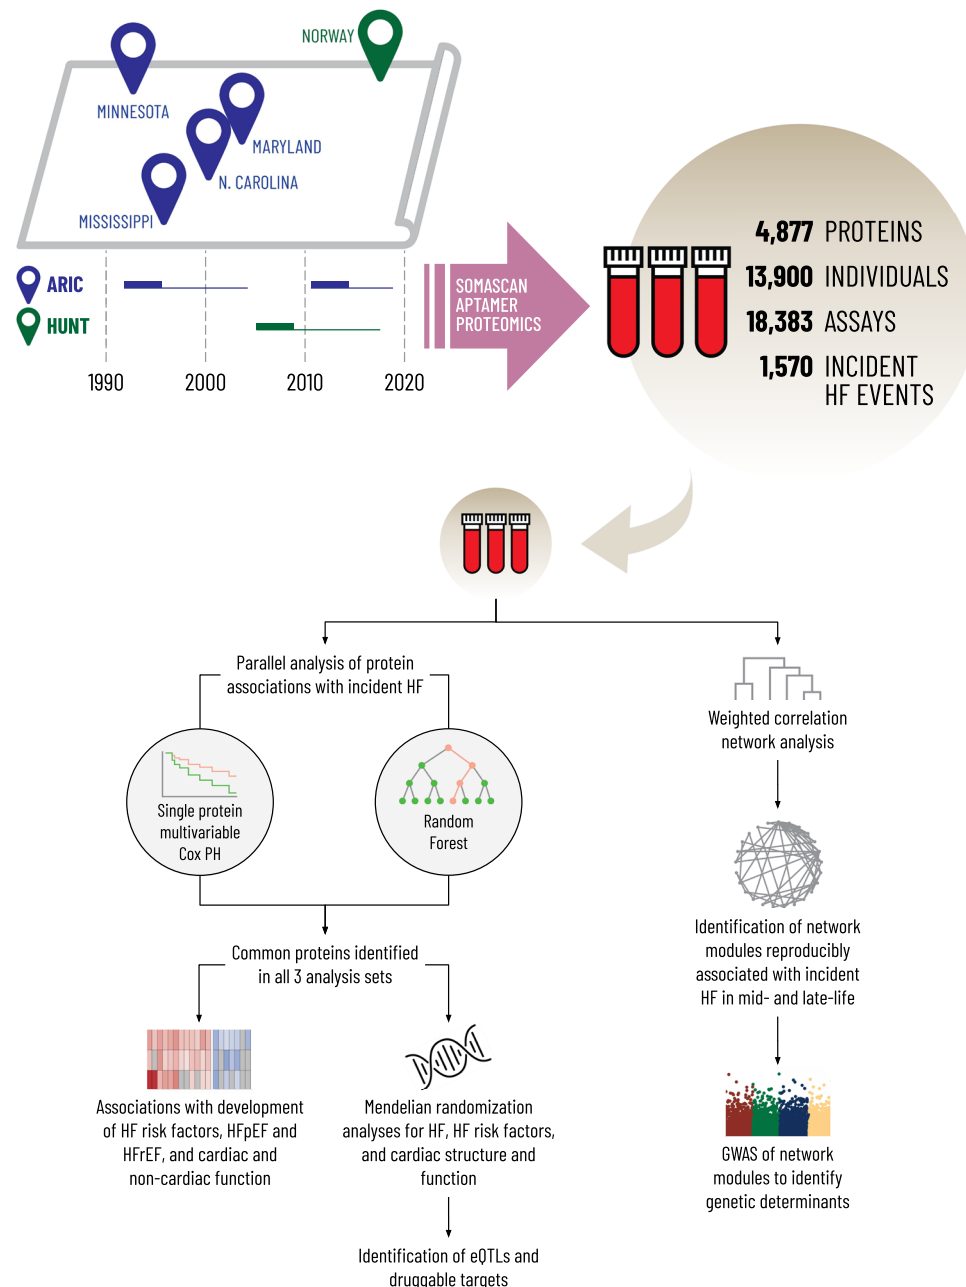 NORWAY
MINNESOTA
MARYLAND
N. CAROLINA
MISSISSIPPI
ARIC
HUNT
1990 2000 2010 2020
SOMASCAN
APTAMER
PROTEOMICS
4,877 PROTEINS
13,900 INDIVIDUALS
18,383 ASSAYS
1,570 INCIDENT
HF EVENTS
Parallel analysis of protein
associations with incident HF
Single protein
multivariable
Cox PH
Random
Forest
Common proteins identified
in all 3 analysis sets
Associations with development
of HF risk factors, HFpEF and
HFrEF, and cardiac and
non-cardiac function
Mendelian randomization
analyses for HF, HF risk factors,
and cardiac structure and
function
Identification of eQTLs and
druggable targets
Weighted correlation
network analysis
Identification of network
modules reproducibly
associated with incident
HF in mid- and late-life
GWAS of network
modules to identify
genetic determinants